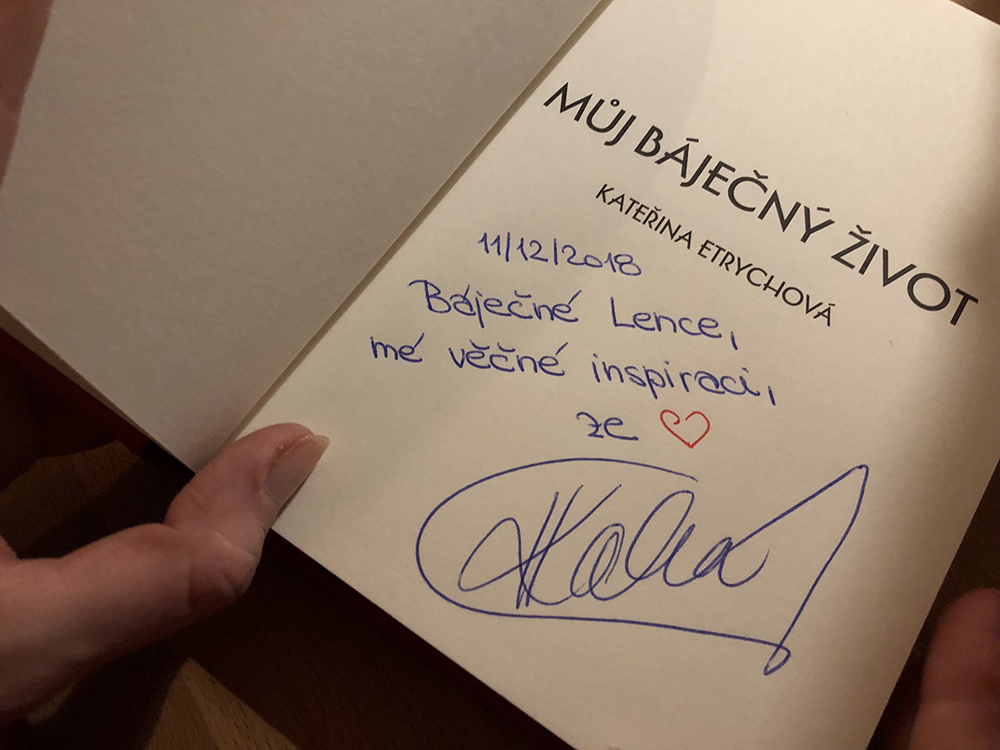 MŮJ BÁJEČNÝ ŽIVOT
KATEŘINA ETRYCHOVÁ
11/12/2018
Báječné Lence,
mé věčné inspiraci,
ze ♡